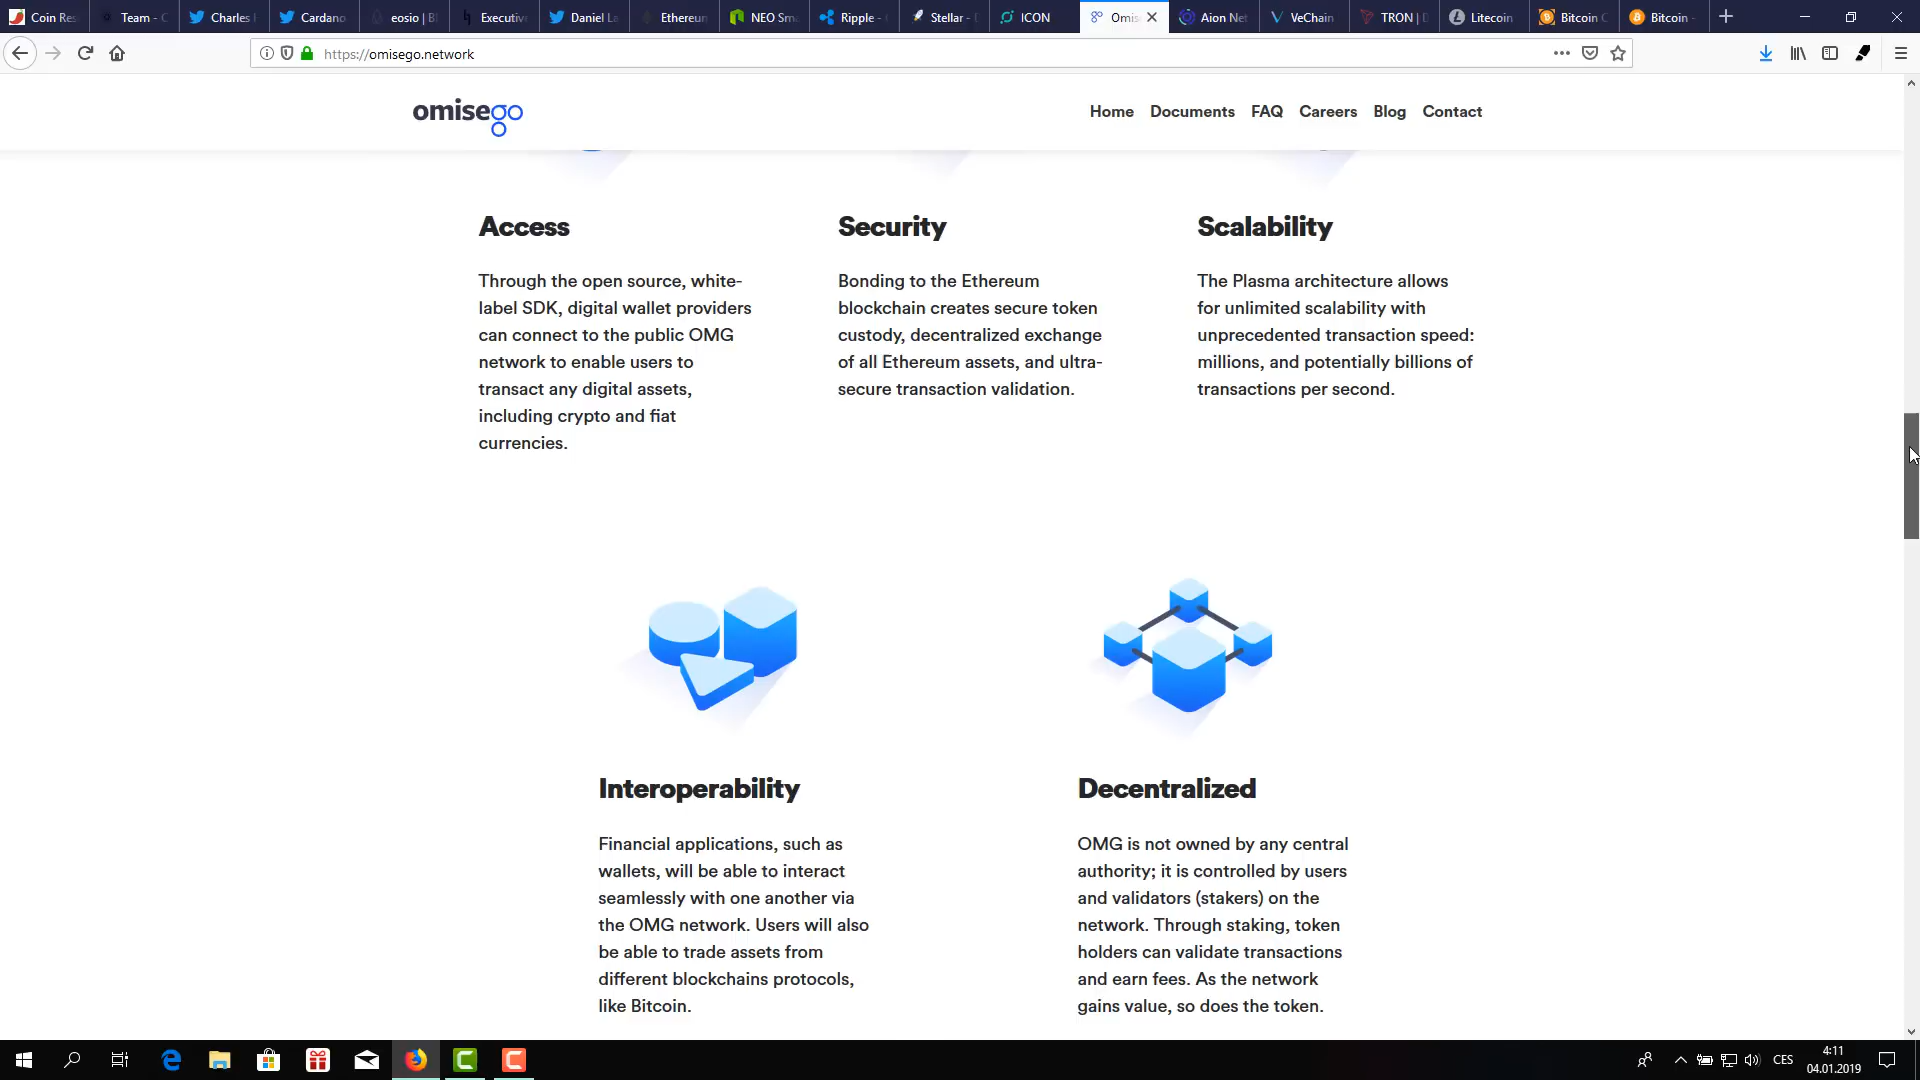 Coin Res
Team - C
Charles H
Cardano
eosio | Bl
Executive
Daniel La
Ethereum
NEO Sma
Ripple -
Stellar -
ICON
Omis
Aion Net
VeChain
TRON |
Litecoin
Bitcoin C
Bitcoin -
https://omisego.network
omisego
Home Documents FAQ Careers Blog Contact
Access
Through the open source, white-
label SDK, digital wallet providers
can connect to the public OMG
network to enable users to
transact any digital assets,
including crypto and fiat
currencies.
Security
Bonding to the Ethereum
blockchain creates secure token
custody, decentralized exchange
of all Ethereum assets, and ultra-
secure transaction validation.
Scalability
The Plasma architecture allows
for unlimited scalability with
unprecedented transaction speed:
millions, and potentially billions of
transactions per second.
Interoperability
Financial applications, such as
wallets, will be able to interact
seamlessly with one another via
the OMG network. Users will also
be able to trade assets from
different blockchains protocols,
like Bitcoin.
Decentralized
OMG is not owned by any central
authority; it is controlled by users
and validators (stakers) on the
network. Through staking, token
holders can validate transactions
and earn fees. As the network
gains value, so does the token.
CES
4:11
04.01.2019